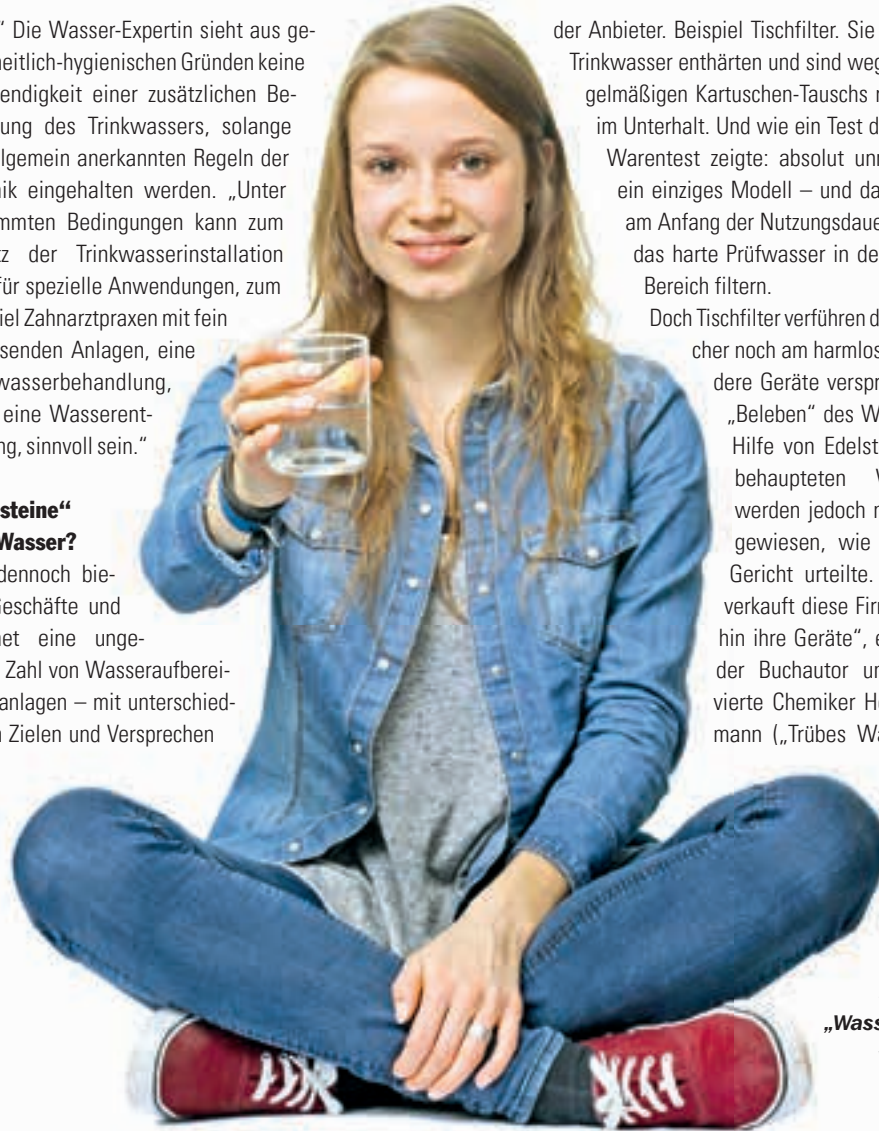 “ Die Wasser-Expertin sieht aus ge-
eitlich-hygienischen Gründen keine
endigkeit einer zusätzlichen Be-
ung des Trinkwassers, solange
lgemein anerkannten Regeln der
ik eingehalten werden. „Unter
mmten Bedingungen kann zum
z der Trinkwasserinstallation
für spezielle Anwendungen, zum
iel Zahnarztpraxen mit fein
senden Anlagen, eine
wasserbehandlung,
eine Wasserent-
ng, sinnvoll sein.“
steine“
Wasser?
dennoch bie-
Geschäfte und
et eine unge-
Zahl von Wasseraufberei-
anlagen – mit unterschied-
n Zielen und Versprechen
der Anbieter. Beispiel Tischfilter. Sie
Trinkwasser enthärten und sind weg
gelmäßigen Kartuschen-Tauschs
im Unterhalt. Und wie ein Test d
Warentest zeigte: absolut unn
ein einziges Modell – und da
am Anfang der Nutzungsdaue
das harte Prüfwasser in de
Bereich filtern.
Doch Tischfilter verführen d
cher noch am harmlos
dere Geräte verspr
„Beleben“ des W
Hilfe von Edelst
behaupteten
werden jedoch
gewiesen, wie
Gericht urteilte.
verkauft diese Fir
hin ihre Geräte“, e
der Buchautor un
vierte Chemiker H
mann („Trübes Wa
„Wass